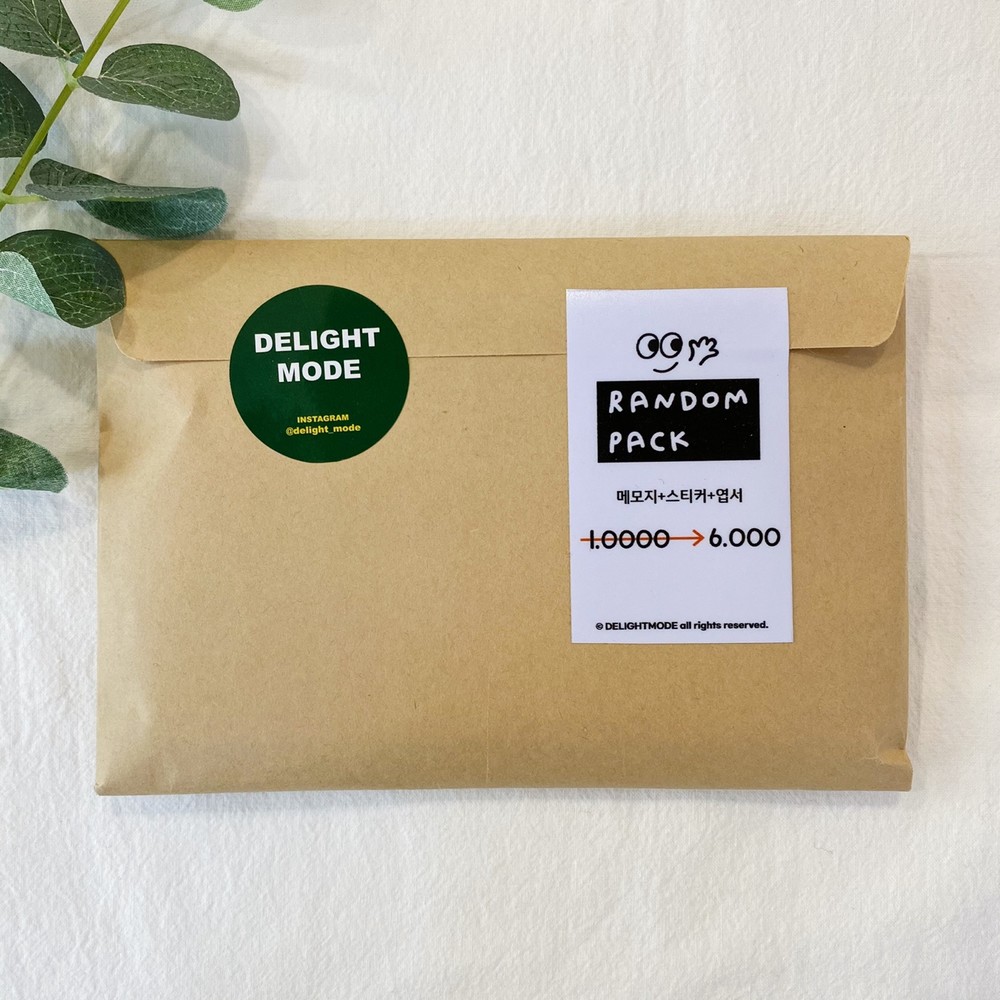 DELIGHT
MODE
INSTAGRAM
@delight_mode
RANDOM
PACK
메모지+스티커+엽서
1.0000 → 6.000
© DELIGHTMODE all rights reserved.